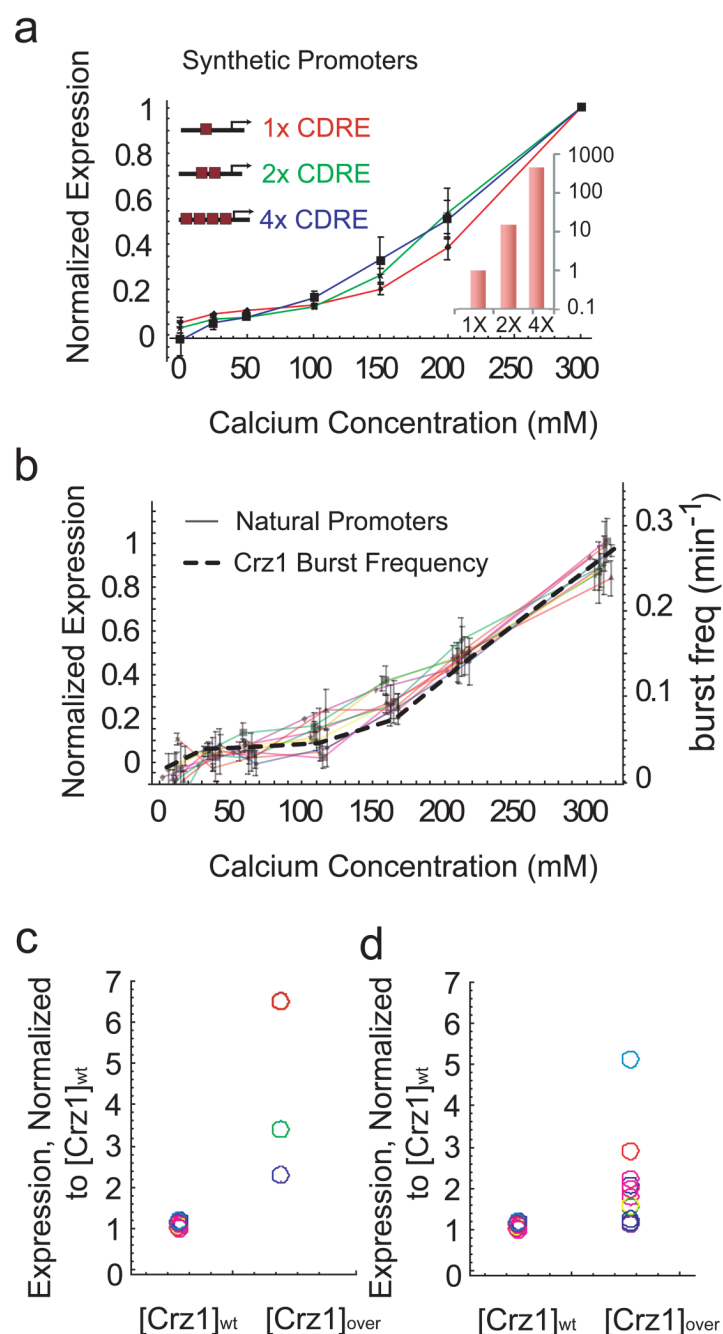 a
Synthetic Promoters
Normalized Expression
1
0.8
0.6
0.4
0.2
0
1x CDRE
2x CDRE
4x CDRE
1000
100
10
1
0.1
1X 2X 4X
0 50 100 150 200 250 300
Calcium Concentration (mM)
b
Natural Promoters
Crz1 Burst Frequency
Normalized Expression
1
0.8
0.6
0.4
0.2
0
0.3
0.2
0.1
0
burst freq (min-1)
0 50 100 150 200 250 300
Calcium Concentration (mM)
c
Expression, Normalized
to [Crz1]wt
7
6
5
4
3
2
1
0
[Crz1]wt [Crz1]over
d
Expression, Normalized
to [Crz1]wt
7
6
5
4
3
2
1
0
[Crz1]wt [Crz1]over